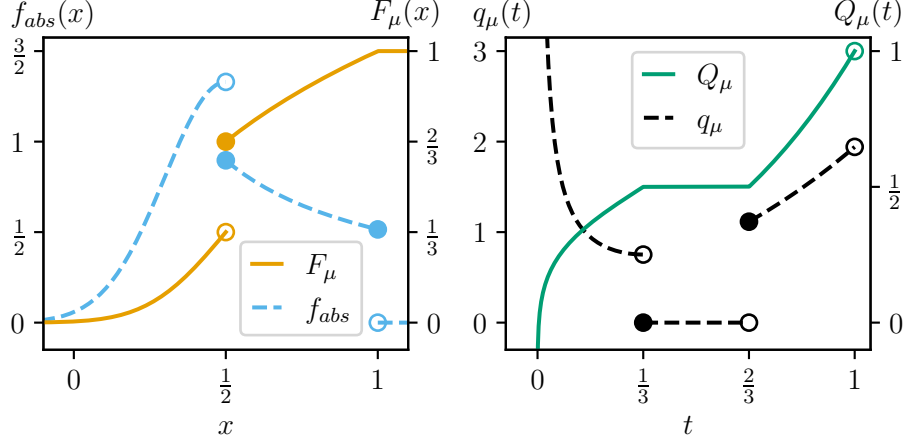 f_abs(x) F_μ(x)
3/2 1
1 2/3
1/2 1/3
0 0
F_μ
f_abs
0 1/2 1
x
q_μ(t) Q_μ(t)
3 1
2 1/2
1 0
0
Q_μ
q_μ
0 1/3 2/3 1
t